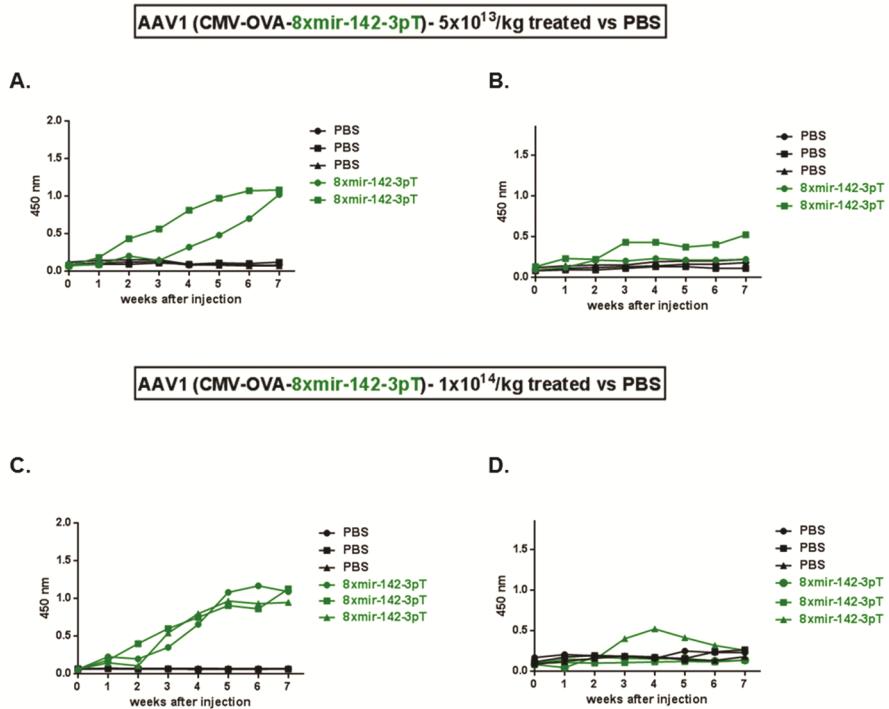 AAV1 (CMV-OVA-8xmir-142-3pT)- 5x10¹³/kg treated vs PBS
A.
2.0
1.5
1.0
0.5
0.0
450 nm
0 1 2 3 4 5 6 7
weeks after injection
PBS
PBS
PBS
8xmir-142-3pT
8xmir-142-3pT
B.
1.5
1.0
0.5
0.0
450 nm
0 1 2 3 4 5 6 7
weeks after injection
PBS
PBS
PBS
8xmir-142-3pT
8xmir-142-3pT
AAV1 (CMV-OVA-8xmir-142-3pT)- 1x10¹⁴/kg treated vs PBS
C.
2.0
1.5
1.0
0.5
0.0
450 nm
0 1 2 3 4 5 6 7
weeks after injection
PBS
PBS
PBS
8xmir-142-3pT
8xmir-142-3pT
8xmir-142-3pT
D.
1.5
1.0
0.5
0.0
450 nm
0 1 2 3 4 5 6 7
weeks after injection
PBS
PBS
PBS
8xmir-142-3pT
8xmir-142-3pT
8xmir-142-3pT